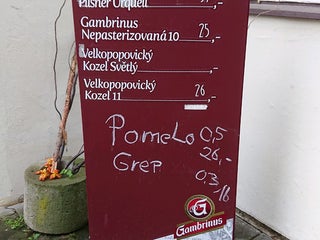 Pilsner Urquell
Gambrinus 25,-
Nepasterizovaná 10
Velkopopovický
Kozel Světlý ,-
Velkopopovický 26,-
Kozel 11
Pomelo 0,5
26,-
Grep 0,3
16
G
Gambrinus